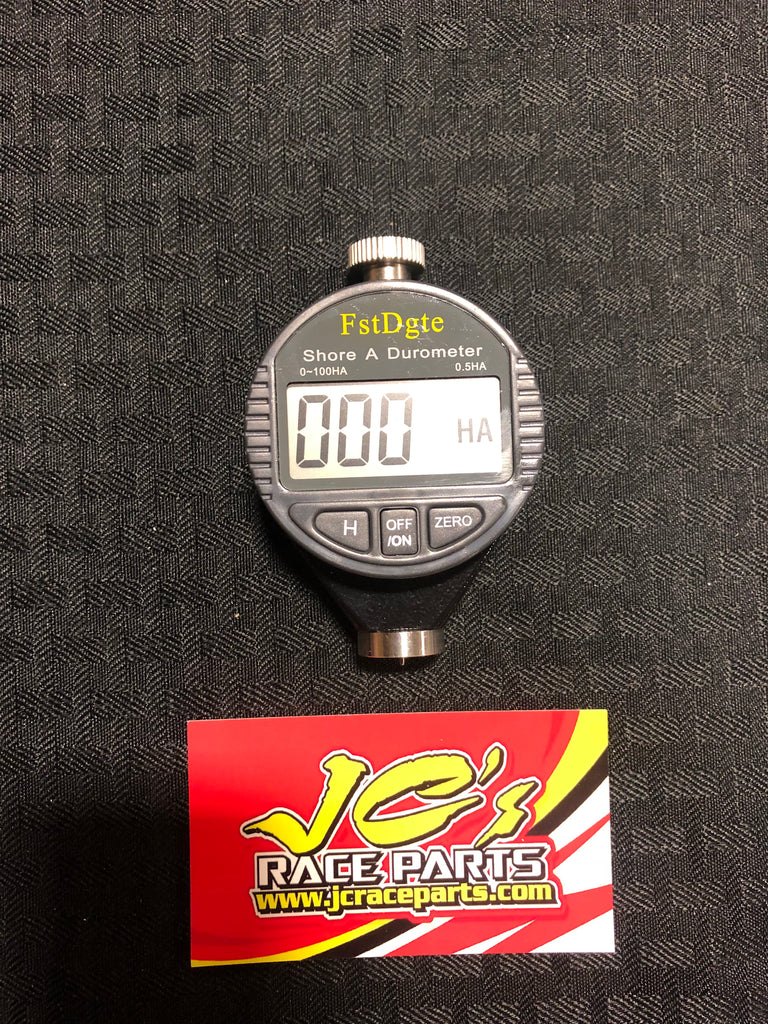 FstDgte
Shore A Durometer
0~100HA 0.5HA
000 HA
H OFF /ON ZERO
JC's
RACE PARTS
www.jcraceparts.com